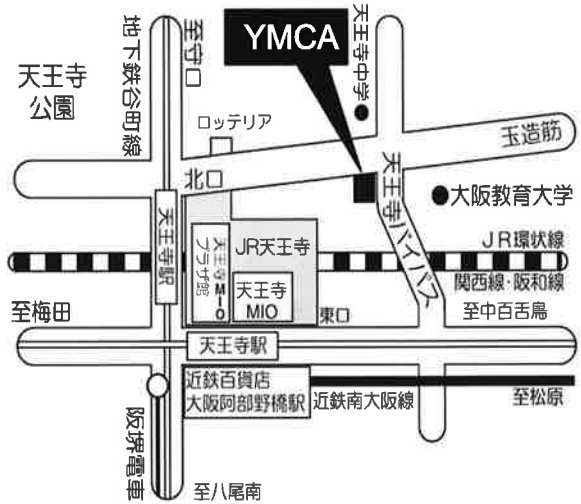 YMCA
地下鉄谷町線
至守口
天王寺中学
天王寺
公園
ロッテリア
玉造筋
北口
天王寺バイパス
大阪教育大学
天王寺駅
天王寺MIO
プラザ館
JR天王寺
天王寺
MIO
JR環状線
関西線・阪和線
至梅田
東口
至中百舌鳥
天王寺駅
近鉄百貨店
大阪阿部野橋駅
近鉄南大阪線
至松原
阪堺電車
至八尾南